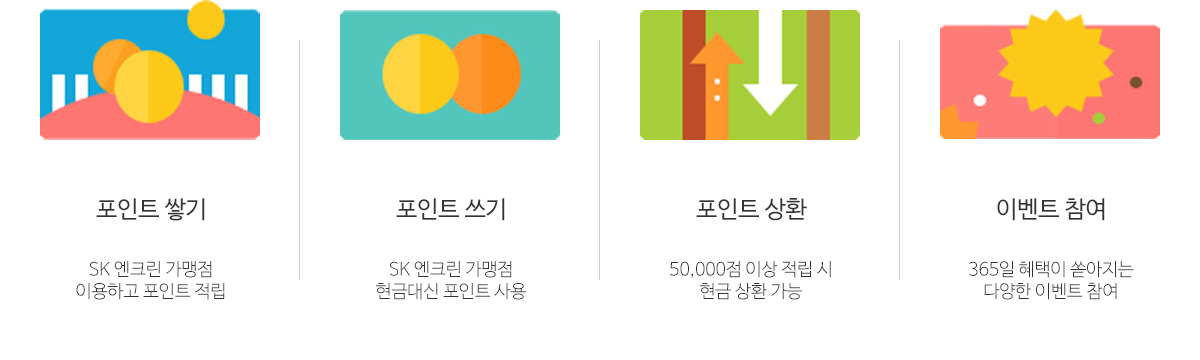 포인트 쌓기
SK 엔크린 가맹점
이용하고 포인트 적립
포인트 쓰기
SK 엔크린 가맹점
현금대신 포인트 사용
포인트 상환
50,000점 이상 적립 시
현금 상환 가능
이벤트 참여
365일 혜택이 쏟아지는
다양한 이벤트 참여